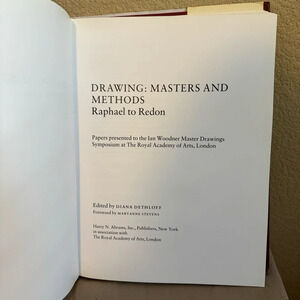 DRAWING: MASTERS AND
METHODS
Raphael to Redon
Papers presented to the Ian Woodner Master Drawings
Symposium at The Royal Academy of Arts, London
Edited by DIANA DETHLOFF
Foreword by MARYANNE STEVENS
Harry N. Abrams, Inc., Publishers, New York
in association with
The Royal Academy of Arts, London